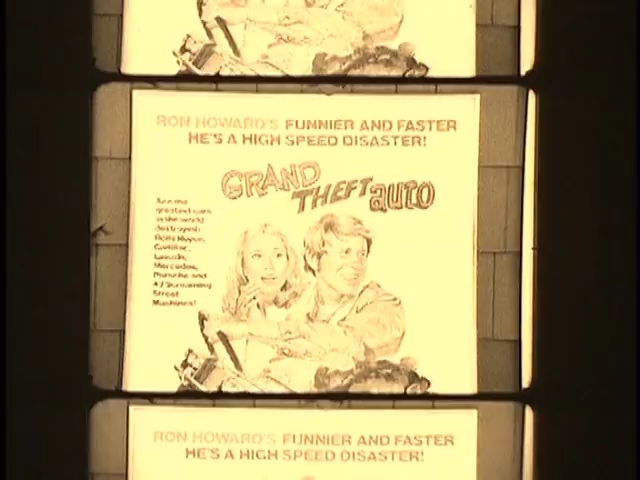 RON HOWARD'S FUNNIER AND FASTER
HE'S A HIGH SPEED DISASTER!
GRAND
THEFT AUTO
See the
greatest cars
in the world
destroyed:
Rolls Royce,
Cadillac,
Lincoln,
Mercedes,
Porsche and
43 Screaming
Street
Machines!
RON HOWARD'S FUNNIER AND FASTER
HE'S A HIGH SPEED DISASTER!